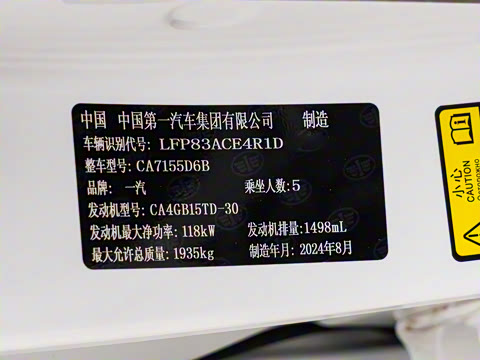 中国 中国第一汽车集团有限公司 制造
车辆识别代号: LFP83ACE4R1D
整车型号: CA7155D6B
品牌: 一汽 乘坐人数:5
发动机型号: CA4GB15TD-30
发动机最大净功率: 118kW 发动机排量:1498mL
最大允许总质量: 1935kg 制造年月: 2024年8月
小心
CAUTION